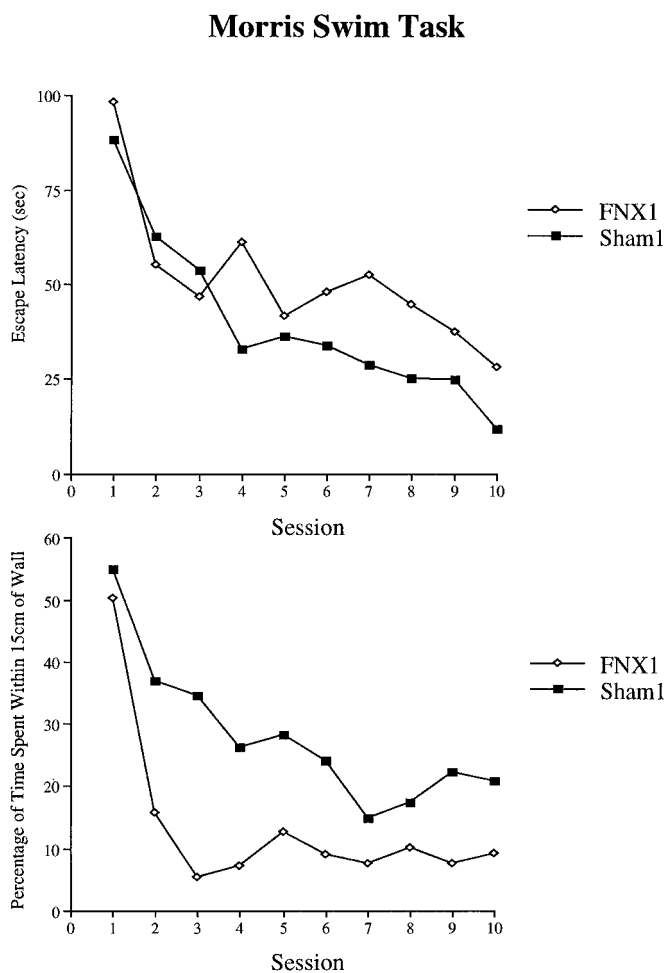 Morris Swim Task
100
75
50
25
0
Escape Latency (sec)
0 1 2 3 4 5 6 7 8 9 10
Session
FNX1
Sham1
60
50
40
30
20
10
0
Percentage of Time Spent Within 15cm of Wall
0 1 2 3 4 5 6 7 8 9 10
Session
FNX1
Sham1